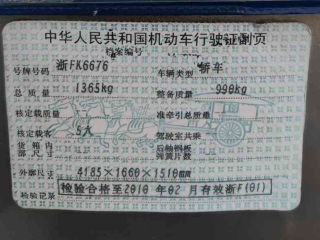 中华人民共和国机动车行驶证副页
档案编号
号牌号码 浙FK6676 车辆类型 轿车
总质量 1365kg 整备质量 990kg
核定载质量 准牵引总质量
核定载客 5人 驾驶室共乘
货箱内部尺寸 后轴钢板弹簧片数
外廓尺寸 4185×1660×1510
检验记录 检验合格至2010年02月有效浙F(01)